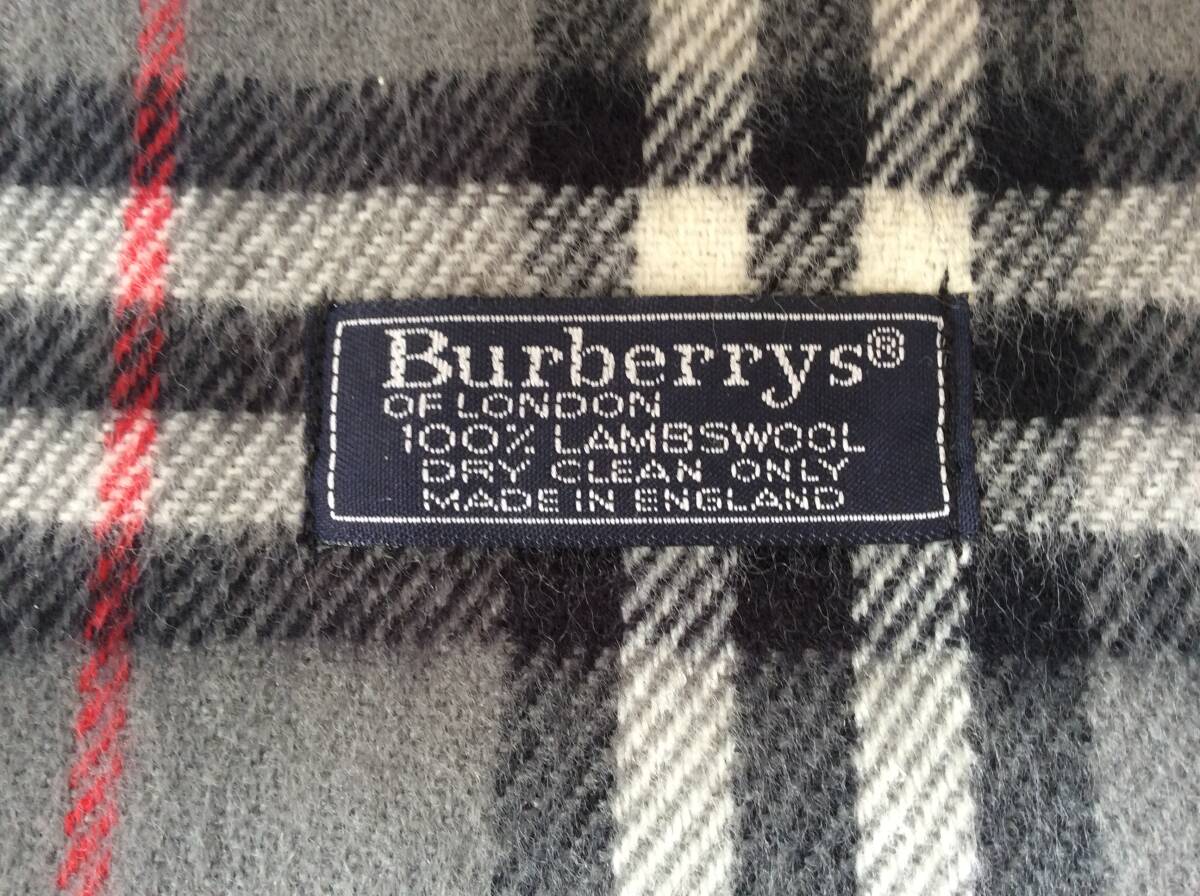 Burberrys®
OF LONDON
100% LAMBSWOOL
DRY CLEAN ONLY
MADE IN ENGLAND